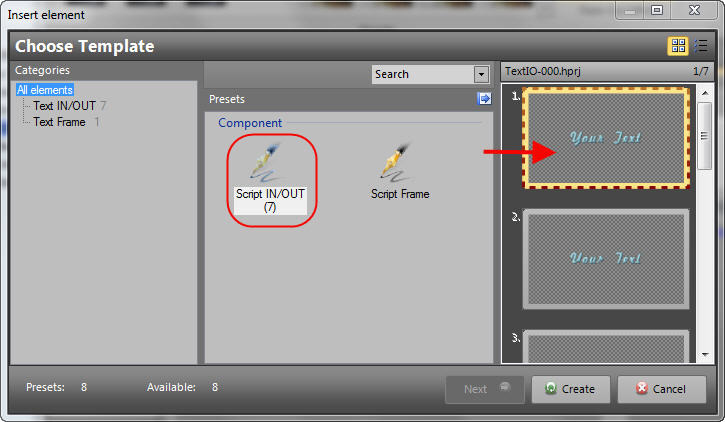 Insert element
Choose Template
Categories
All elements
Text IN/OUT 7
Text Frame 1
Search
Presets
Component
Script IN/OUT
(7)
Script Frame
TextIO-000.hprj 1/7
1.
Your Text
2.
Your Text
3.
Presets: 8 Available: 8
Next
Create
Cancel